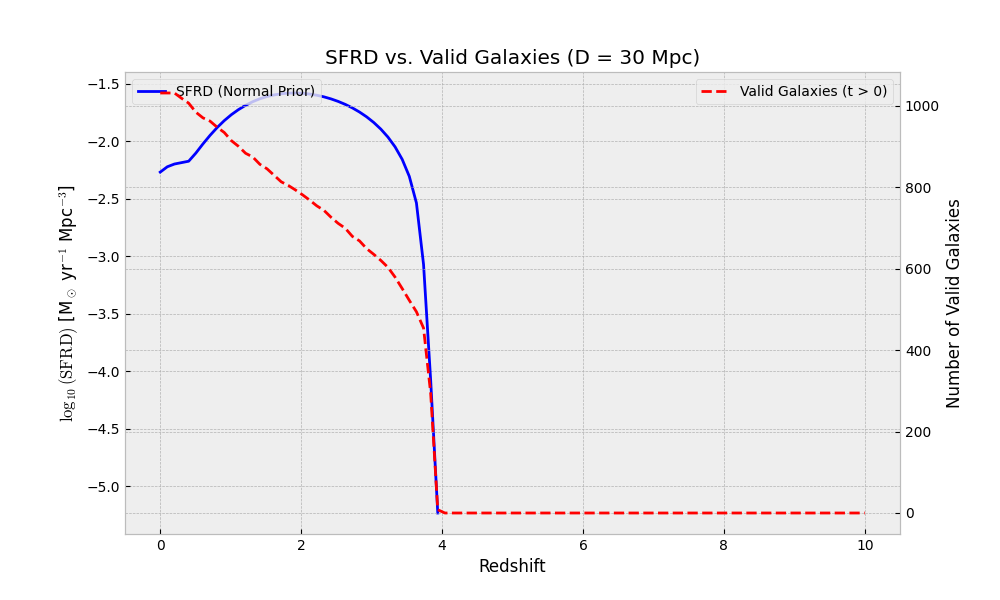 SFRD vs. Valid Galaxies (D = 30 Mpc)
SFRD (Normal Prior)
Valid Galaxies (t > 0)
−1.5
−2.0
−2.5
−3.0
−3.5
−4.0
−4.5
−5.0
log₁₀ (SFRD) [M⊙ yr⁻¹ Mpc⁻³]
1000
800
600
400
200
0
Number of Valid Galaxies
0 2 4 6 8 10
Redshift